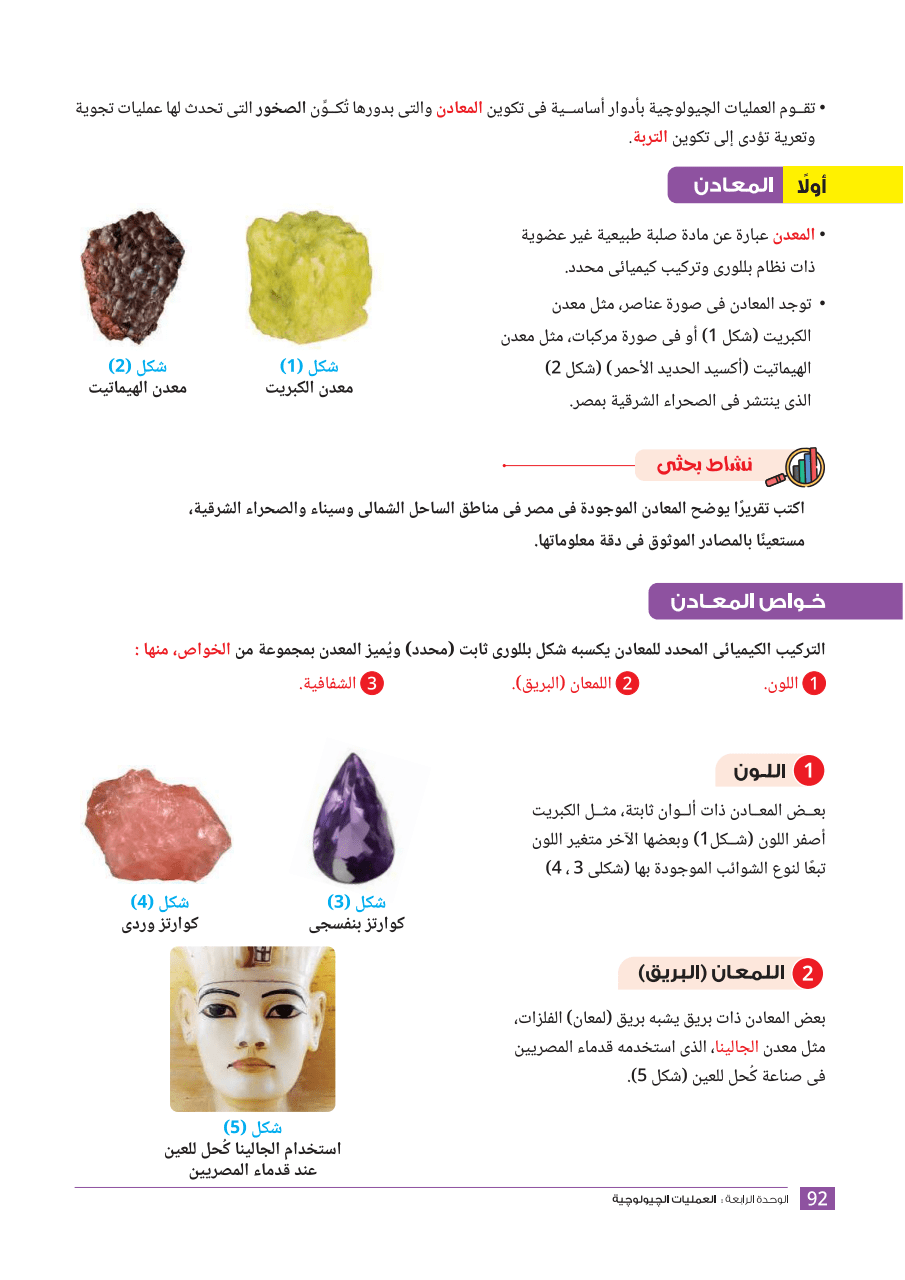 • تقـوم العمليات الچيولوچية بأدوار أساسـية فى تكوين المعادن والتى بدورها تُكـوِّن الصخور التى تحدث لها عمليات تجوية
وتعرية تؤدى إلى تكوين التربة.
أولًا المعـادن
• المعدن عبارة عن مادة صلبة طبيعية غير عضوية
ذات نظام بللورى وتركيب كيميائى محدد.
• توجد المعادن فى صورة عناصر، مثل معدن
الكبريت (شكل 1) أو فى صورة مركبات، مثل معدن
الهيماتيت (أكسيد الحديد الأحمر) (شكل 2)
الذى ينتشر فى الصحراء الشرقية بمصر.
شكل (1)
معدن الكبريت
شكل (2)
معدن الهيماتيت
نشاط بحثى
اكتب تقريرًا يوضح المعادن الموجودة فى مصر فى مناطق الساحل الشمالى وسيناء والصحراء الشرقية،
مستعينًا بالمصادر الموثوق فى دقة معلوماتها.
خـواص المعـادن
التركيب الكيميائى المحدد للمعادن يكسبه شكل بللورى ثابت (محدد) ويُميز المعدن بمجموعة من الخواص، منها :
1 اللون. 2 اللمعان (البريق). 3 الشفافية.
1 اللـون
بعـض المعـادن ذات ألـوان ثابتة، مثـل الكبريت
أصفر اللون (شـكل1) وبعضها الآخر متغير اللون
تبعًا لنوع الشوائب الموجودة بها (شكلى 3 ، 4)
شكل (3)
كوارتز بنفسجى
شكل (4)
كوارتز وردى
2 اللـمعـان (البريق)
بعض المعادن ذات بريق يشبه بريق (لمعان) الفلزات،
مثل معدن الجالينا، الذى استخدمه قدماء المصريين
فى صناعة كُحل للعين (شكل 5).
شكل (5)
استخدام الجالينا كُحل للعين
عند قدماء المصريين
92 الوحدة الرابعة : العمليات الچيولوچية